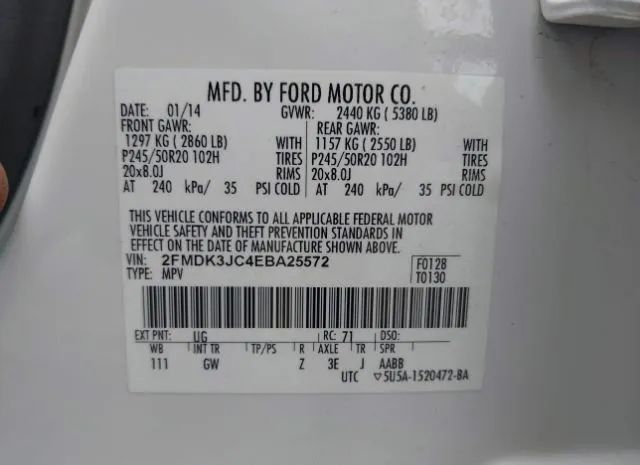 MFD. BY FORD MOTOR CO.
DATE: 01/14 GVWR: 2440 KG ( 5380 LB)
FRONT GAWR: REAR GAWR:
1297 KG ( 2860 LB) WITH 1157 KG ( 2550 LB) WITH
P245/50R20 102H TIRES P245/50R20 102H TIRES
20x8.0J RIMS 20x8.0J RIMS
AT 240 kPa/ 35 PSI COLD AT 240 kPa/ 35 PSI COLD
THIS VEHICLE CONFORMS TO ALL APPLICABLE FEDERAL MOTOR
VEHICLE SAFETY AND THEFT PREVENTION STANDARDS IN
EFFECT ON THE DATE OF MANUFACTURE SHOWN ABOVE.
VIN: 2FMDK3JC4EBA25572 F0128
TYPE: MPV T0130
EXT PNT: UG RC: 71 DSO:
WB INT TR TP/PS R AXLE TR SPR
111 GW Z 3E J AABB
UTC ▽5U5A-1520472-BA